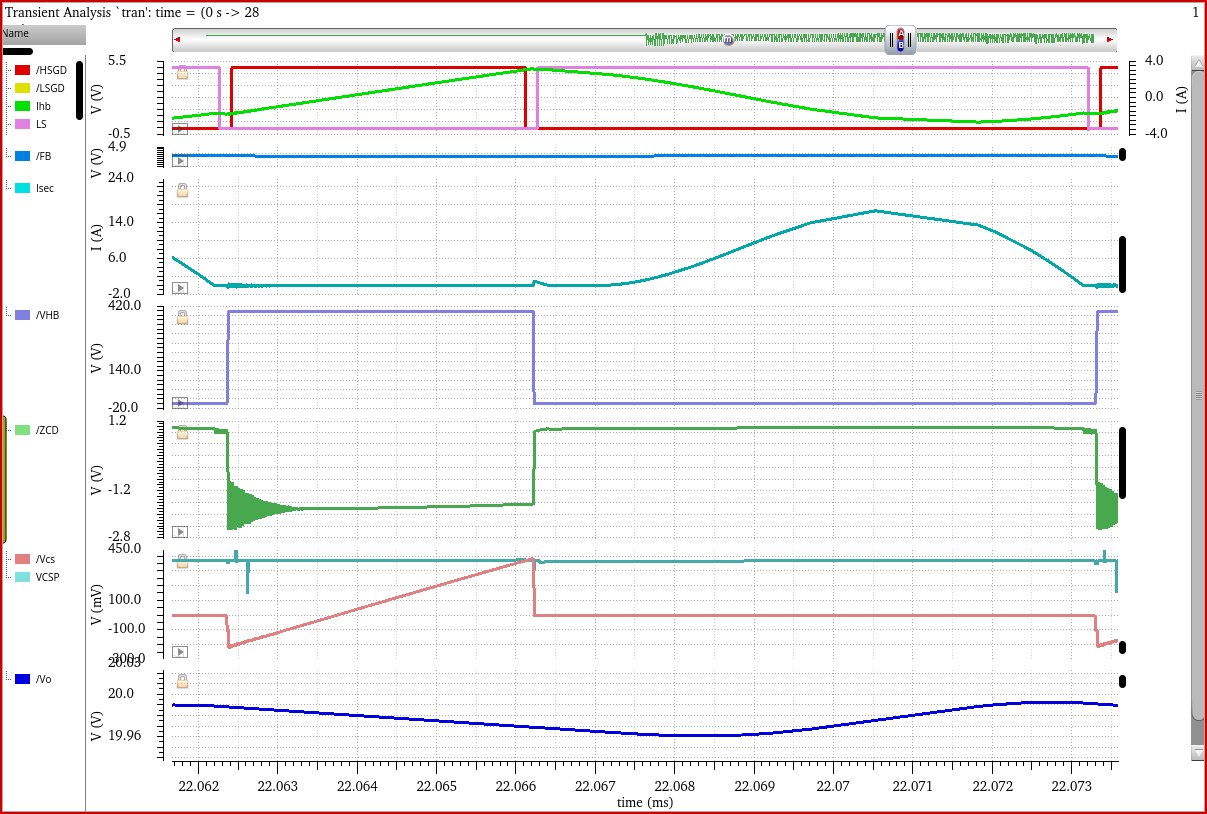 Transient Analysis `tran': time = (0 s -> 28
1
Name
/HSGD
/LSGD
Ihb
LS
/FB
Isec
/VHB
/ZCD
/Vcs
VCSP
/Vo
A
B
5.5
V (V)
-0.5
4.0
0.0
I (A)
-4.0
4.9
V (V)
24.0
14.0
I (A)
6.0
-2.0
420.0
V (V)
140.0
-20.0
1.2
V (V)
-1.2
-2.8
450.0
100.0
V (mV)
-100.0
-300.0
20.03
20.0
V (V)
19.96
22.062 22.063 22.064 22.065 22.066 22.067 22.068 22.069 22.07 22.071 22.072 22.073
time (ms)